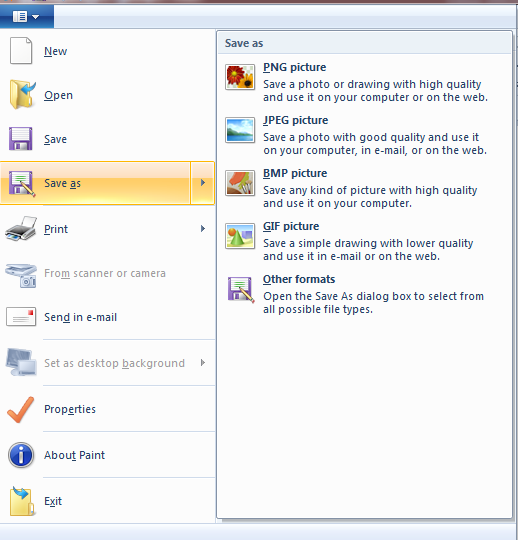 New
Open
Save
Save as
Print
From scanner or camera
Send in e-mail
Set as desktop background
Properties
About Paint
Exit
Save as
PNG picture
Save a photo or drawing with high quality
and use it on your computer or on the web.
JPEG picture
Save a photo with good quality and use it
on your computer, in e-mail, or on the web.
BMP picture
Save any kind of picture with high quality
and use it on your computer.
GIF picture
Save a simple drawing with lower quality
and use it in e-mail or on the web.
Other formats
Open the Save As dialog box to select from
all possible file types.